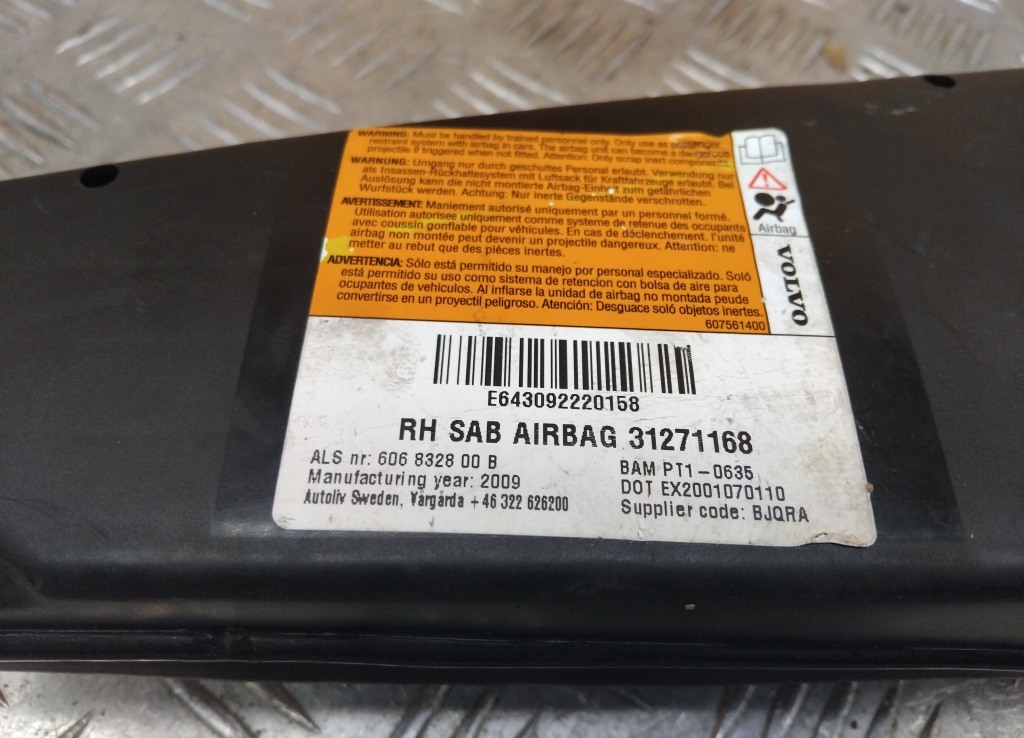 WARNING: Must be handled by trained personnel only. Only use as passenger
restraint system with airbag in cars. The airbag unit can become a dangerous
projectile if triggered when not fitted. Attention: Only scrap inert components.
WARNUNG: Umgang nur durch geschultes Personal erlaubt. Verwendung nur
als Insassen-Rückhaltesystem mit Luftsack für Kraftfahrzeuge erlaubt. Bei
Auslösung kann die nicht montierte Airbag-Einheit zum gefährlichen
Wurfstück werden. Achtung: Nur inerte Gegenstände verschrotten.
AVERTISSEMENT: Maniement autorisé uniquement par un personnel formé.
Utilisation autorisée uniquement comme système de retenue des occupants
avec coussin gonflable pour véhicules. En cas de dâclenchement, l'unité
airbag non montée peut devenir un projectile dangereux. Attention: ne
metter au rebut que des piéces inertes.
ADVERTENCIA: Sólo está permitido su manejo por personal especializado. Soló
está permitido su uso como sistema de retencion con bolsa de aire para
ocupantes de vehiculos. Al inflarse la unidad de airbag no montada peude
convertirse en un proyectil peligroso. Atención: Desguace soló objetos inertes.
607561400
Airbag
VOLVO
E643092220158
RH SAB AIRBAG 31271168
ALS nr: 606 8328 00 B
Manufacturing year: 2009
Autoliv Sweden, Vårgårda +46 322 626200
BAM PT1-0635
DOT EX2001070110
Supplier code: BJQRA